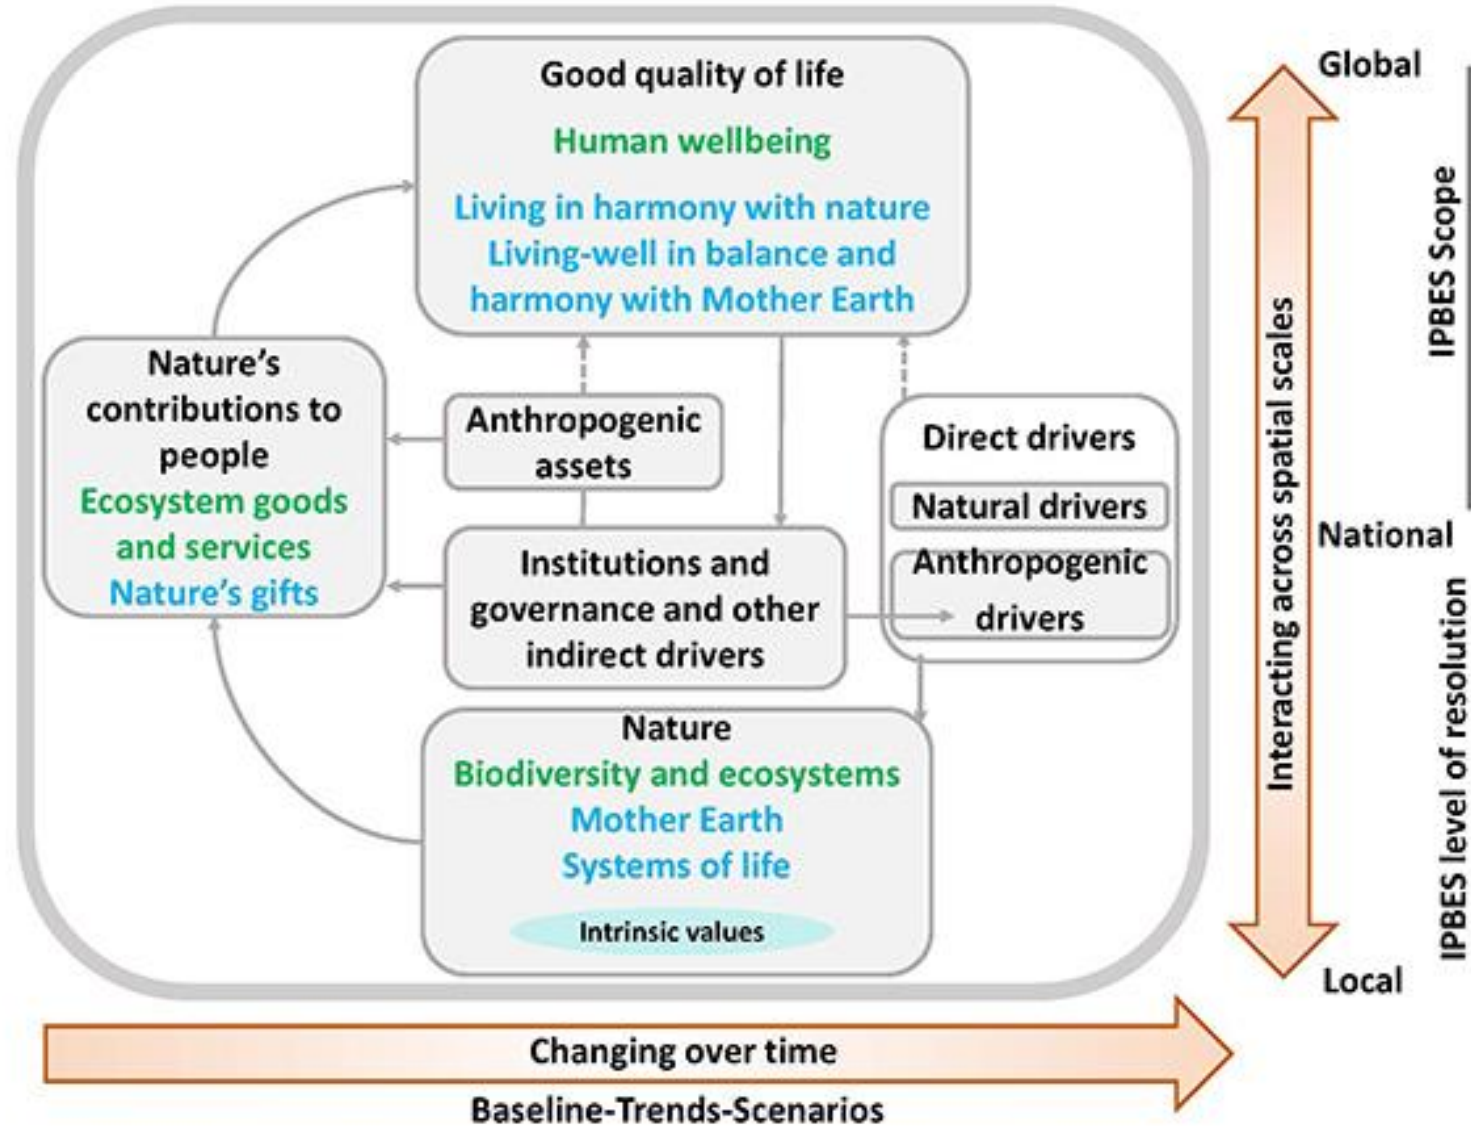 Good quality of life
Human wellbeing
Living in harmony with nature
Living-well in balance and
harmony with Mother Earth
Nature's
contributions to
people
Ecosystem goods
and services
Nature's gifts
Anthropogenic
assets
Direct drivers
Natural drivers
Anthropogenic
drivers
Institutions and
governance and other
indirect drivers
Nature
Biodiversity and ecosystems
Mother Earth
Systems of life
Intrinsic values
Changing over time
Baseline-Trends-Scenarios
Global
National
Local
Interacting across spatial scales
IPBES Scope
IPBES level of resolution